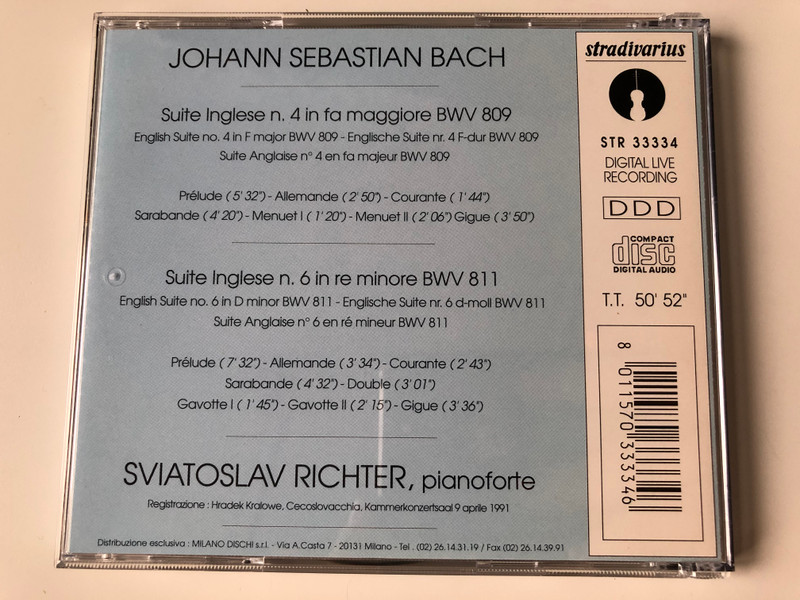 JOHANN SEBASTIAN BACH
Suite Inglese n. 4 in fa maggiore BWV 809
English Suite no. 4 in F major BWV 809 - Englische Suite nr. 4 F-dur BWV 809
Suite Anglaise n° 4 en fa majeur BWV 809
Prélude ( 5' 32") - Allemande ( 2' 50") - Courante ( 1' 44")
Sarabande ( 4' 20") - Menuet I ( 1' 20") - Menuet II ( 2' 06") Gigue ( 3' 50")
Suite Inglese n. 6 in re minore BWV 811
English Suite no. 6 in D minor BWV 811 - Englische Suite nr. 6 d-moll BWV 811
Suite Anglaise n° 6 en ré mineur BWV 811
Prélude ( 7' 32") - Allemande ( 3' 34") - Courante ( 2' 43")
Sarabande ( 4' 32") - Double ( 3' 01")
Gavotte I ( 1' 45") - Gavotte II ( 2' 15") - Gigue ( 3' 36")
SVIATOSLAV RICHTER, pianoforte
Registrazione : Hradek Kralowe, Cecoslovacchia, Kammerkonzertsaal 9 aprile 1991
Distribuzione esclusiva : MILANO DISCHI s.r.l. - Via A.Casta 7 - 20131 Milano - Tel . (02) 26.14.31.19 / Fax (02) 26.14.39.91
stradivarius
STR 33334
DIGITAL LIVE
RECORDING
DDD
COMPACT
disc
DIGITAL AUDIO
T.T. 50' 52"
8 011570 333346